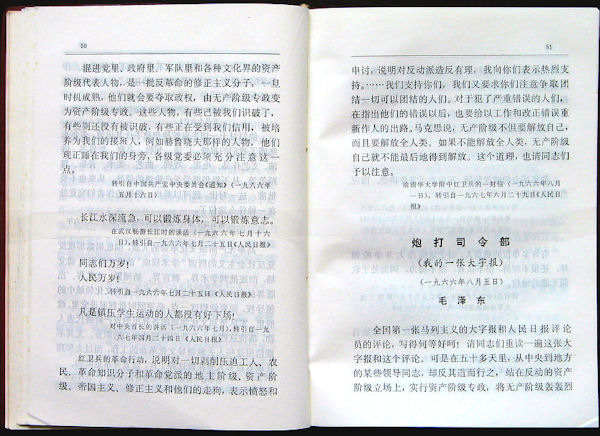 50
混进党里、政府里、军队里和各种文化界的资产
阶级代表人物,是一批反革命的修正主义分子,一旦
时机成熟,他们就会要夺取政权,由无产阶级专政变
为资产阶级专政。这些人物,有些已被我们识破了,
有些则还没有被识破,有些正在受到我们信用,被培
养为我们的接班人,例如赫鲁晓夫那样的人物,他们
现正睡在我们的身旁,各级党委必须充分注意这一
点。
转引自中国共产党中央委员会《通知》(一九六六年
五月十六日)
长江水深流急,可以锻炼身体,可以锻炼意志。
在武汉畅游长江时的谈话(一九六六年七月十六
日),转引自一九六六年七月二十五日《人民日报》
同志们万岁!
人民万岁!
转引自一九六六年七月二十五日《人民日报》
凡是镇压学生运动的人都没有好下场!
对中央首长的讲话(一九六六年七月),转引自一九
六七年四月二十四日《人民日报》
红卫兵的革命行动,说明对一切剥削压迫工人、农
民、革命知识分子和革命党派的地主阶级、资产阶
级、帝国主义、修正主义和他们的走狗,表示愤怒和
51
申讨,说明对反动派造反有理,我向你们表示热烈支
持。……我们支持你们,我们又要求你们注意争取团
结一切可以团结的人们。对于犯了严重错误的人们,
在指出他们的错误以后,也要给以工作和改正错误重
新作人的出路。马克思说,无产阶级不但要解放自己,
而且要解放全人类。如果不能解放全人类,无产阶级
自己就不能最后地得到解放。这个道理,也请同志们
予以注意。
给清华大学附中红卫兵的一封信(一九六六年八月
一日),转引自一九六七年六月二十九日《人民日报》
炮打司令部
(我的一张大字报)
(一九六六年八月五日)
毛泽东
全国第一张马列主义的大字报和人民日报评论
员的评论,写得何等好啊!请同志们重读一遍这张大
字报和这个评论。可是在五十多天里,从中央到地方
的某些领导同志,却反其道而行之,站在反动的资产
阶级立场上,实行资产阶级专政,将无产阶级轰轰烈